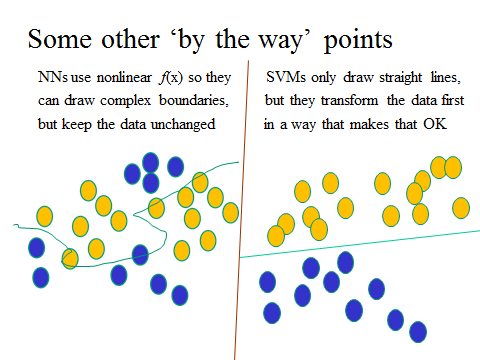 Some other ‘by the way’ points
NNs use nonlinear f(x) so they
can draw complex boundaries,
but keep the data unchanged
SVMs only draw straight lines,
but they transform the data first
in a way that makes that OK